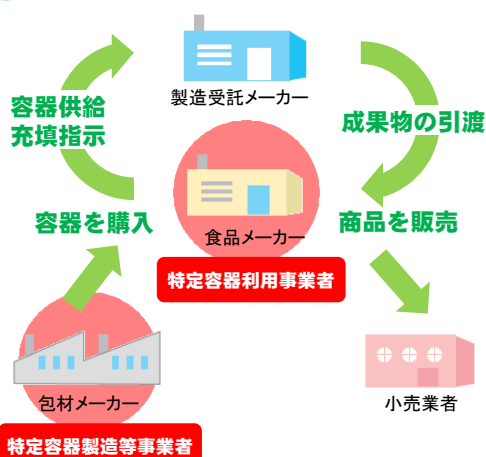 製造受託メーカー
容器供給
充填指示
成果物の引渡
容器を購入
食品メーカー
商品を販売
特定容器利用事業者
包材メーカー
小売業者
特定容器製造等事業者